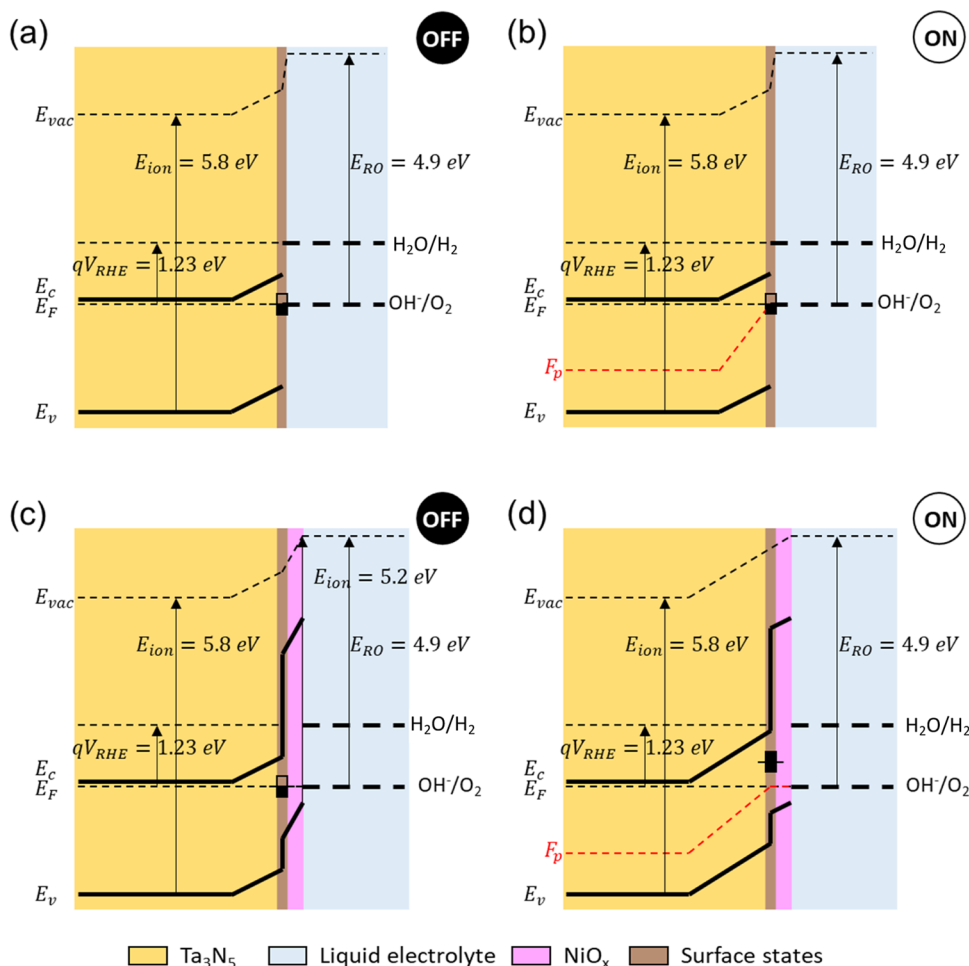 (a)
OFF
E_vac
E_ion = 5.8 eV
E_RO = 4.9 eV
H₂O/H₂
qV_RHE = 1.23 eV
E_c
E_F
OH⁻/O₂
E_v
(b)
ON
E_vac
E_ion = 5.8 eV
E_RO = 4.9 eV
H₂O/H₂
qV_RHE = 1.23 eV
E_c
E_F
OH⁻/O₂
F_p
E_v
(c)
OFF
E_ion = 5.2 eV
E_vac
E_ion = 5.8 eV
E_RO = 4.9 eV
H₂O/H₂
qV_RHE = 1.23 eV
E_c
E_F
OH⁻/O₂
E_v
(d)
ON
E_vac
E_ion = 5.8 eV
E_RO = 4.9 eV
H₂O/H₂
qV_RHE = 1.23 eV
E_c
E_F
OH⁻/O₂
F_p
E_v
Ta₃N₅ Liquid electrolyte NiOₓ Surface states